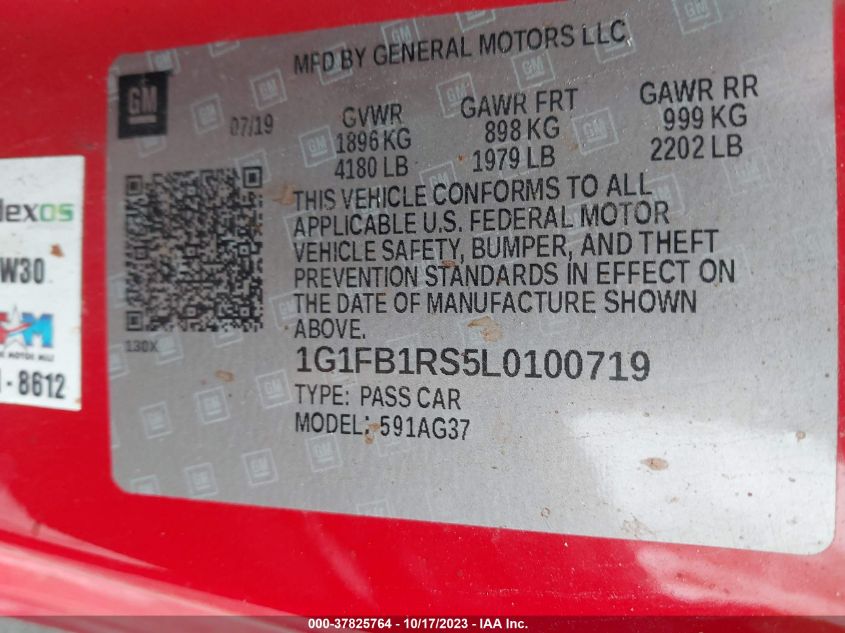 MFD BY GENERAL MOTORS LLC
GM
07/19
GVWR
1896 KG
4180 LB
GAWR FRT
898 KG
1979 LB
GAWR RR
999 KG
2202 LB
THIS VEHICLE CONFORMS TO ALL
APPLICABLE U.S. FEDERAL MOTOR
VEHICLE SAFETY, BUMPER, AND THEFT
PREVENTION STANDARDS IN EFFECT ON
THE DATE OF MANUFACTURE SHOWN
ABOVE.
130X
1G1FB1RS5L0100719
TYPE: PASS CAR
MODEL: 591AG37
dexos
W30
- 8612
000-37825764 - 10/17/2023 - IAA Inc.